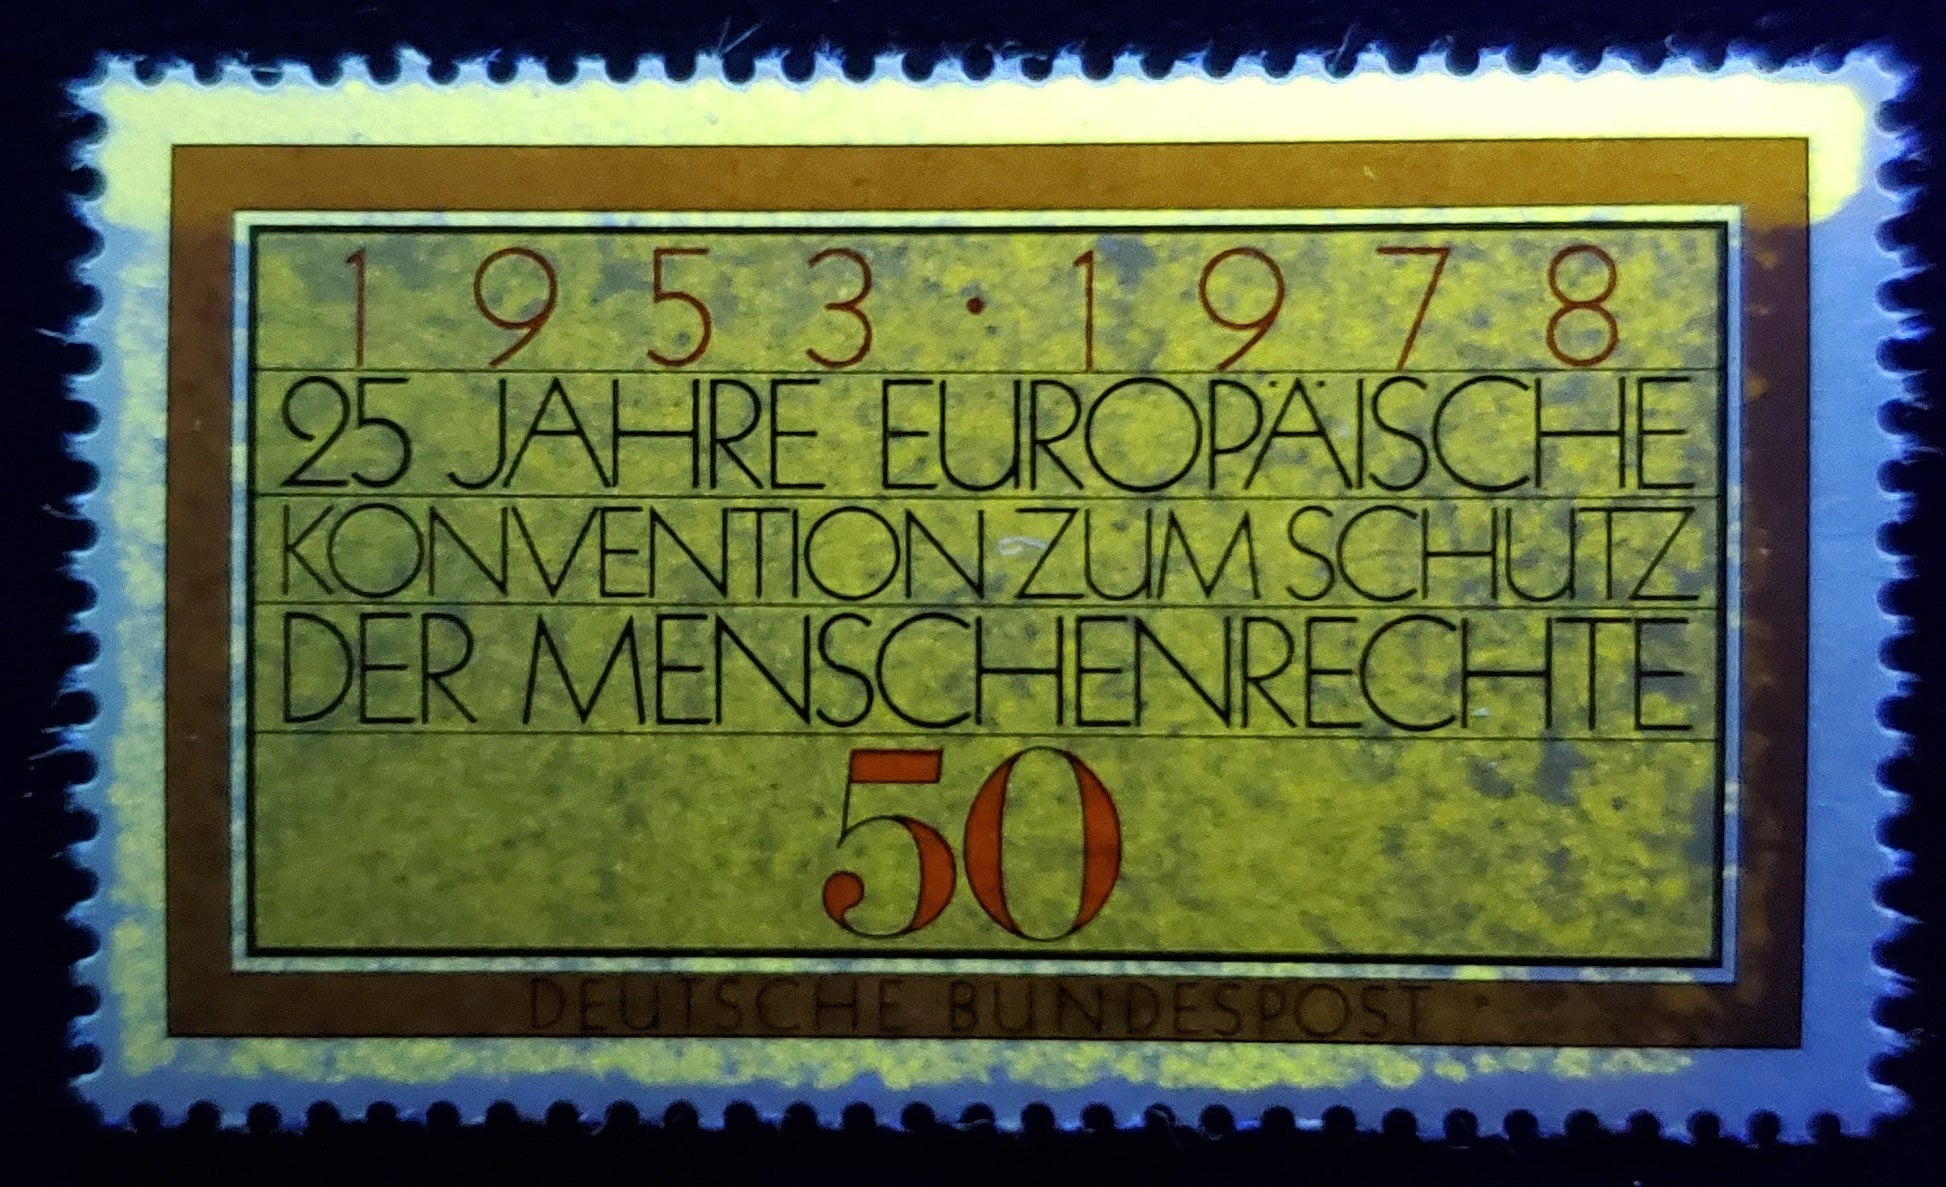 1953·1978
25 JAHRE EUROPÄISCHE
KONVENTION ZUM SCHUTZ
DER MENSCHENRECHTE
50
DEUTSCHE BUNDESPOST